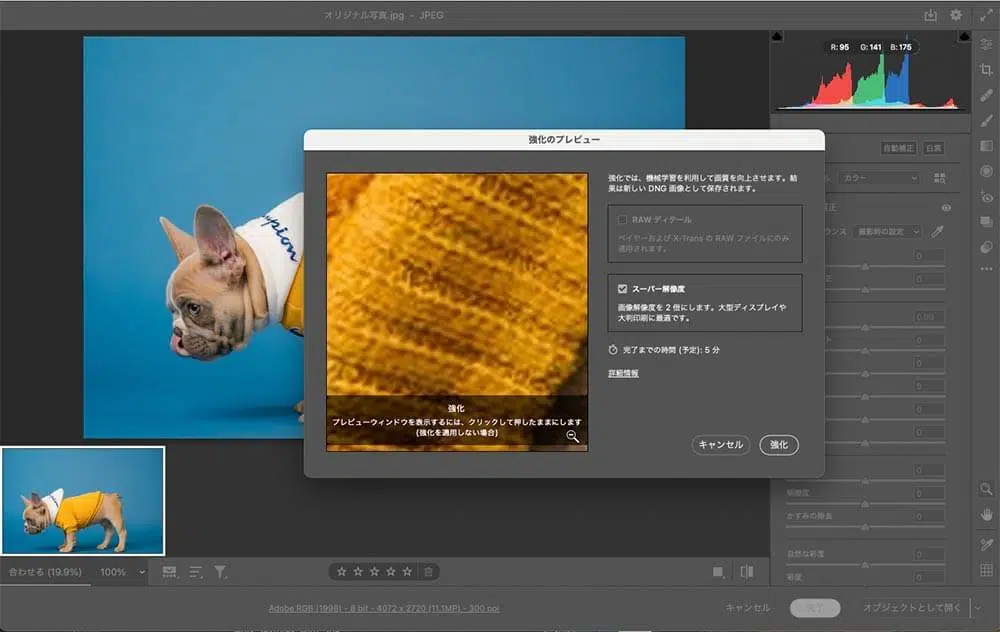 オリジナル写真.jpg - JPEG
R: 95 G: 141 B: 175
強化のプレビュー
自動補正 白黒
カラー
撮影時の設定
0
0
0.00
0
0
0
0
0
0
明瞭度 0
かすみの除去 0
自然な彩度 0
彩度 0
強化では、機械学習を利用して画質を向上させます。結
果は新しい DNG 画像として保存されます。
RAW ディテール
ベイヤーおよび X-Trans の RAW ファイルにのみ
適用されます。
スーパー解像度
画像解像度を 2 倍にします。大型ディスプレイや
大判印刷に最適です。
完了までの時間 (予定): 5 分
詳細情報
強化
プレビューウィンドウを表示するには、クリックして押したままにします
(強化を適用しない場合)
キャンセル 強化
pion
合わせる (19.9%) 100%
Adobe RGB (1998) - 8 bit - 4072 x 2720 (11.1MP) - 300 ppi
キャンセル 完了 オブジェクトとして開く